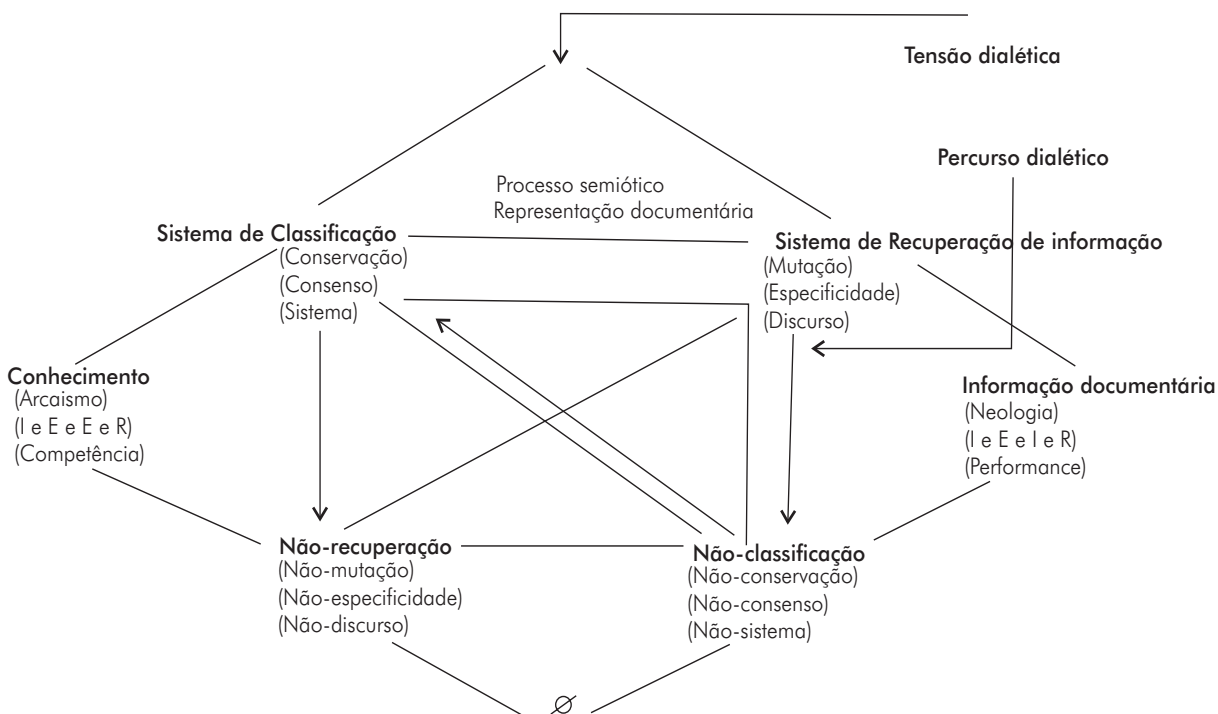 Tensão dialética
Percurso dialético
Processo semiótico
Representação documentária
Sistema de Classificação
(Conservação)
(Consenso)
(Sistema)
Sistema de Recuperação de informação
(Mutação)
(Especificidade)
(Discurso)
Conhecimento
(Arcaismo)
(I e E e E e R)
(Competência)
Informação documentária
(Neologia)
(I e E e I e R)
(Performance)
Não-recuperação
(Não-mutação)
(Não-especificidade)
(Não-discurso)
Não-classificação
(Não-conservação)
(Não-consenso)
(Não-sistema)
Ø